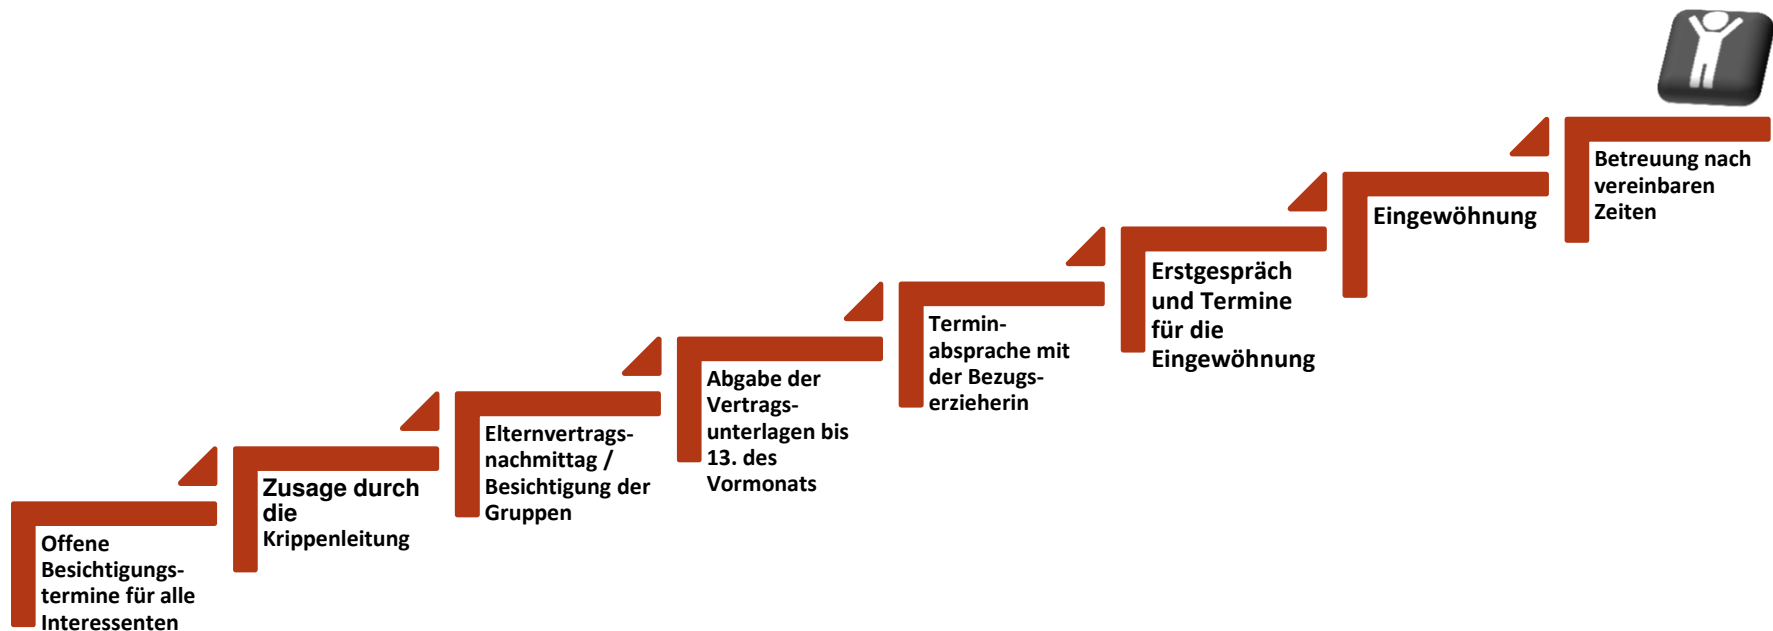 Offene
Besichtigungs-
termine für alle
Interessenten
Zusage durch
die
Krippenleitung
Elternvertrags-
nachmittag /
Besichtigung der
Gruppen
Abgabe der
Vertrags-
unterlagen bis
13. des
Vormonats
Termin-
absprache mit
der Bezugs-
erzieherin
Erstgespräch
und Termine
für die
Eingewöhnung
Eingewöhnung
Betreuung nach
vereinbaren
Zeiten